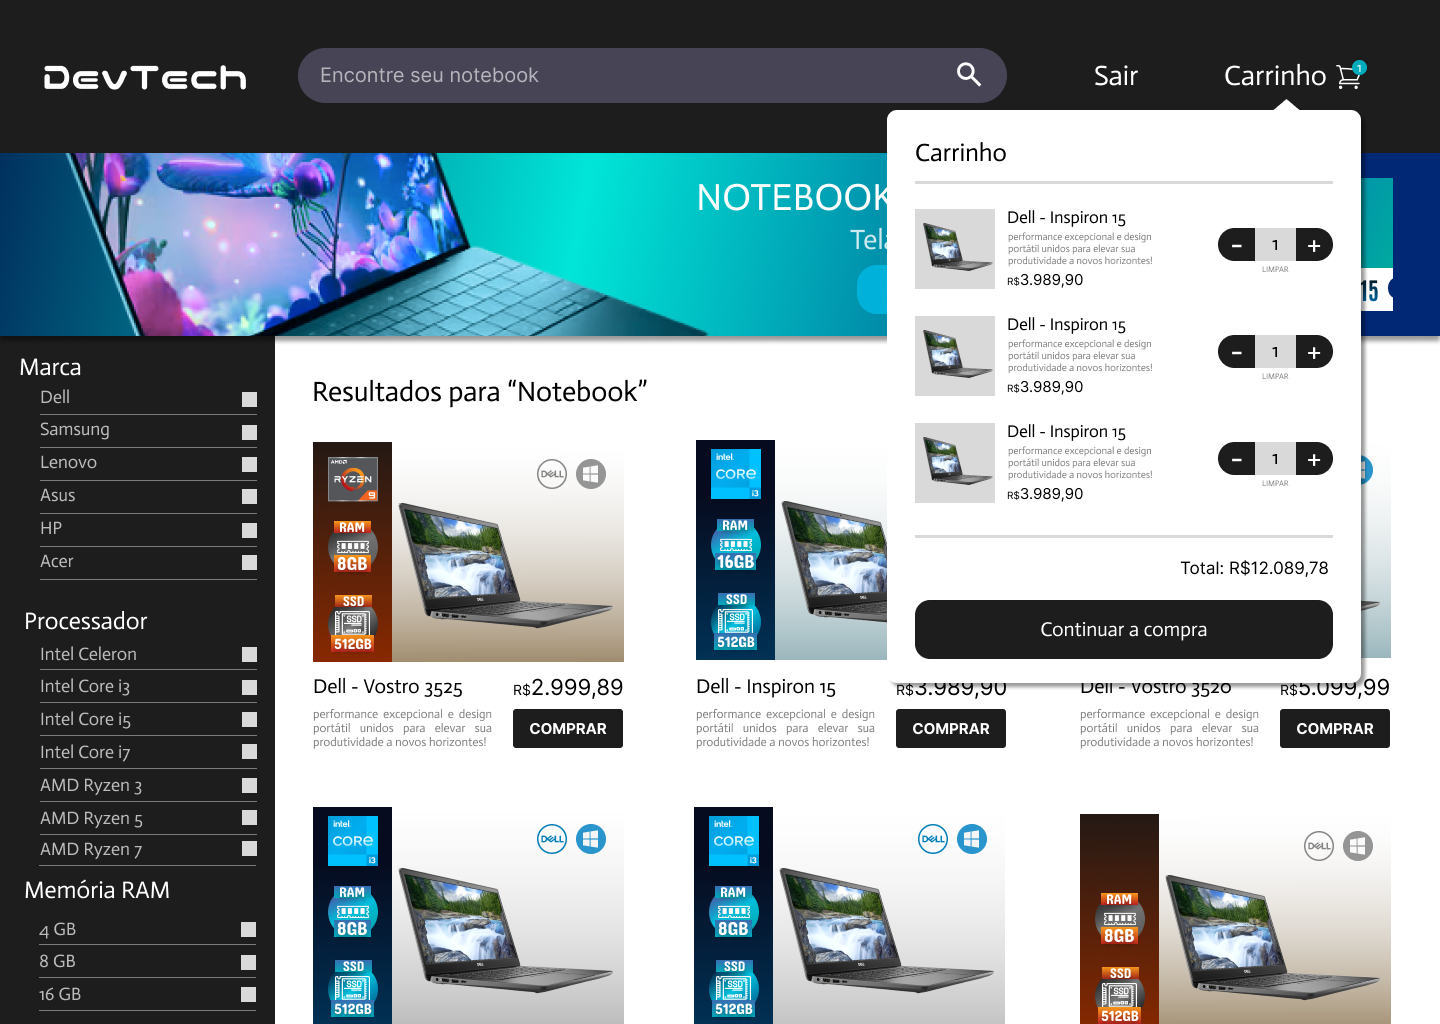 DevTech
Encontre seu notebook
Sair
Carrinho
1
NOTEBOOK
Tela
15
Carrinho
Dell - Inspiron 15
performance excepcional e design
portátil unidos para elevar sua
produtividade a novos horizontes!
R$3.989,90
- 1 +
LIMPAR
Dell - Inspiron 15
performance excepcional e design
portátil unidos para elevar sua
produtividade a novos horizontes!
R$3.989,90
- 1 +
LIMPAR
Dell - Inspiron 15
performance excepcional e design
portátil unidos para elevar sua
produtividade a novos horizontes!
R$3.989,90
- 1 +
LIMPAR
Total: R$12.089,78
Continuar a compra
Marca
Dell
Samsung
Lenovo
Asus
HP
Acer
Processador
Intel Celeron
Intel Core i3
Intel Core i5
Intel Core i7
AMD Ryzen 3
AMD Ryzen 5
AMD Ryzen 7
Memória RAM
4 GB
8 GB
16 GB
Resultados para “Notebook”
AMD
RYZEN
9
RAM
8GB
SSD
SSD
512GB
DELL
DELL
Dell - Vostro 3525
R$2.999,89
performance excepcional e design
portátil unidos para elevar sua
produtividade a novos horizontes!
COMPRAR
intel.
CORE
i3
RAM
16GB
SSD
SSD
512GB
Dell - Inspiron 15
R$3.989,90
performance excepcional e design
portátil unidos para elevar sua
produtividade a novos horizontes!
COMPRAR
Dell - Vostro 3520
R$5.099,99
performance excepcional e design
portátil unidos para elevar sua
produtividade a novos horizontes!
COMPRAR
intel.
CORE
i3
RAM
8GB
SSD
SSD
512GB
DELL
DELL
intel.
CORE
i3
RAM
8GB
SSD
SSD
512GB
DELL
DELL
RAM
8GB
SSD
SSD
512GB
DELL
DELL